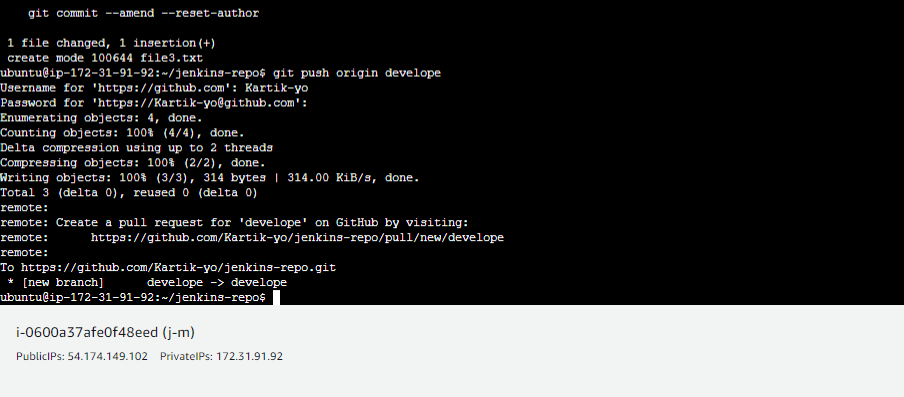 git commit --amend --reset-author
1 file changed, 1 insertion(+)
create mode 100644 file3.txt
ubuntu@ip-172-31-91-92:~/jenkins-repo$ git push origin develope
Username for 'https://github.com': Kartik-yo
Password for 'https://Kartik-yo@github.com':
Enumerating objects: 4, done.
Counting objects: 100% (4/4), done.
Delta compression using up to 2 threads
Compressing objects: 100% (2/2), done.
Writing objects: 100% (3/3), 314 bytes | 314.00 KiB/s, done.
Total 3 (delta 0), reused 0 (delta 0)
remote:
remote: Create a pull request for 'develope' on GitHub by visiting:
remote:      https://github.com/Kartik-yo/jenkins-repo/pull/new/develope
remote:
To https://github.com/Kartik-yo/jenkins-repo.git
* [new branch]      develope -> develope
ubuntu@ip-172-31-91-92:~/jenkins-repo$
i-0600a37afe0f48eed (j-m)
PublicIPs: 54.174.149.102 PrivateIPs: 172.31.91.92